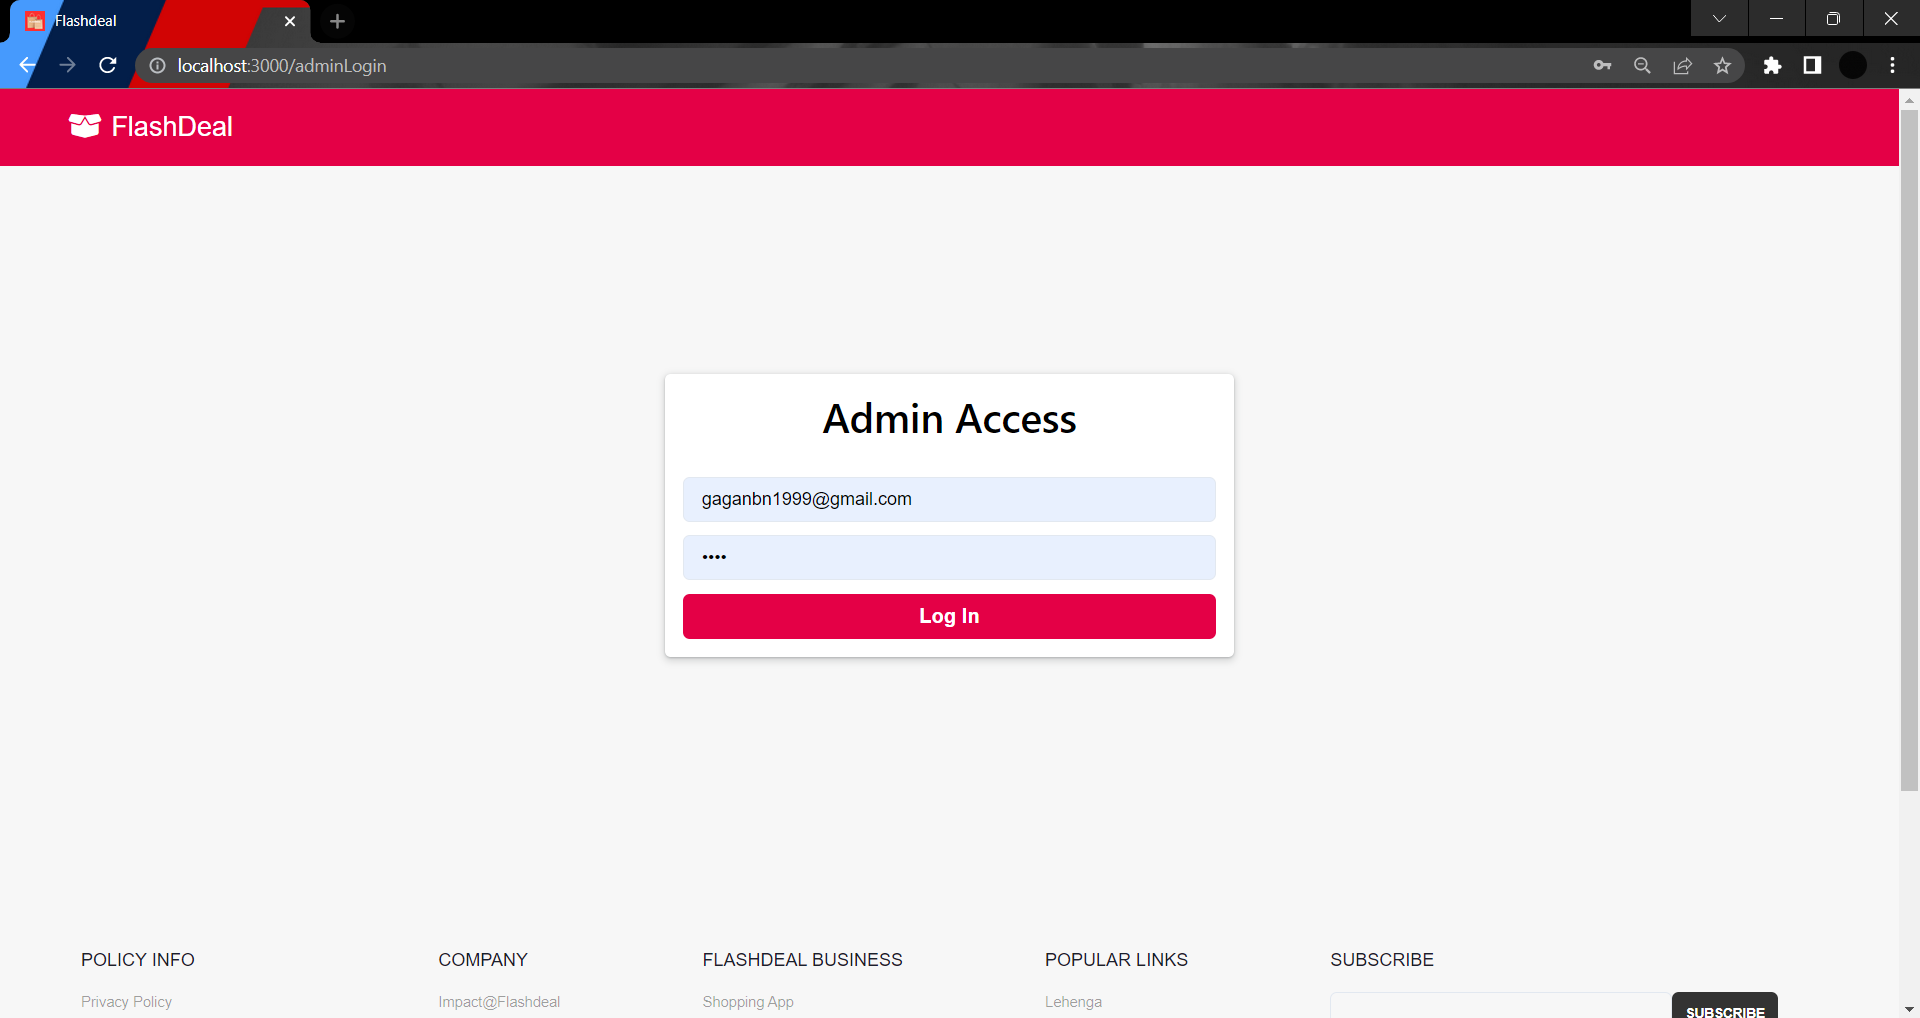 Flashdeal
localhost:3000/adminLogin
FlashDeal
Admin Access
gaganbn1999@gmail.com
••••
Log In
POLICY INFO
COMPANY
FLASHDEAL BUSINESS
POPULAR LINKS
SUBSCRIBE
Privacy Policy
Impact@Flashdeal
Shopping App
Lehenga
SUBSCRIBE